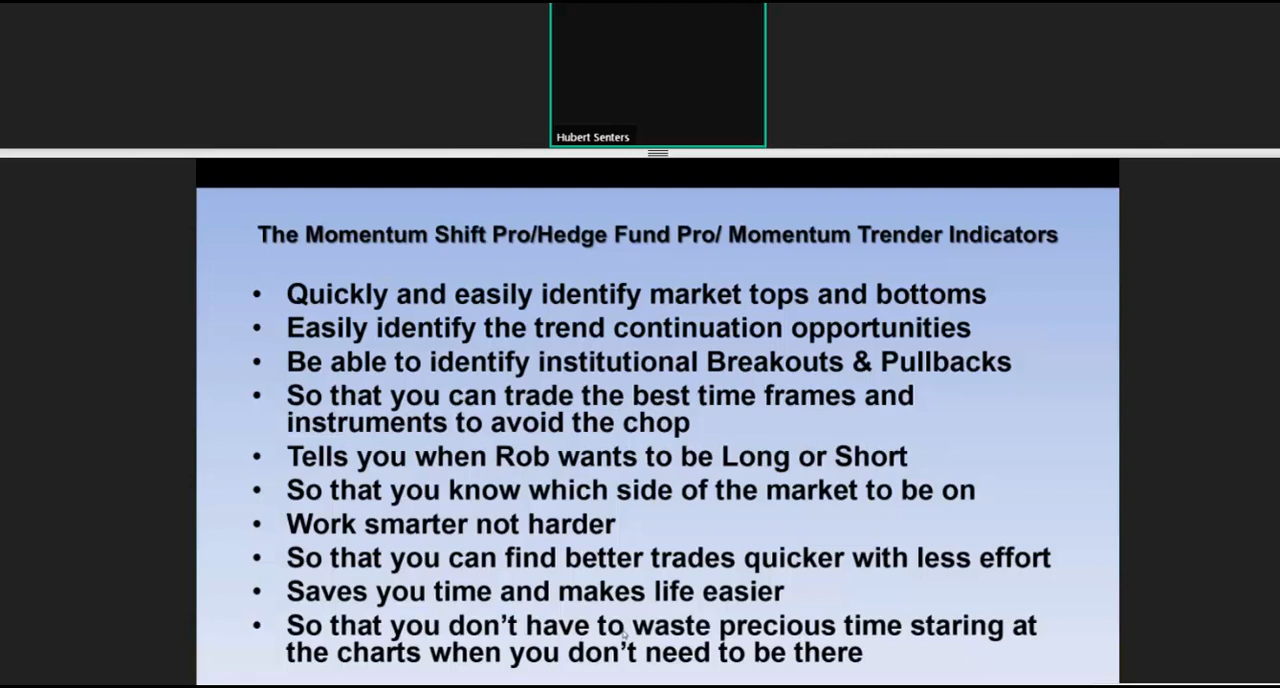 Hubert Senters
The Momentum Shift Pro/Hedge Fund Pro/ Momentum Trender Indicators
• Quickly and easily identify market tops and bottoms
• Easily identify the trend continuation opportunities
• Be able to identify institutional Breakouts & Pullbacks
• So that you can trade the best time frames and
instruments to avoid the chop
• Tells you when Rob wants to be Long or Short
• So that you know which side of the market to be on
• Work smarter not harder
• So that you can find better trades quicker with less effort
• Saves you time and makes life easier
• So that you don’t have to waste precious time staring at
the charts when you don’t need to be there